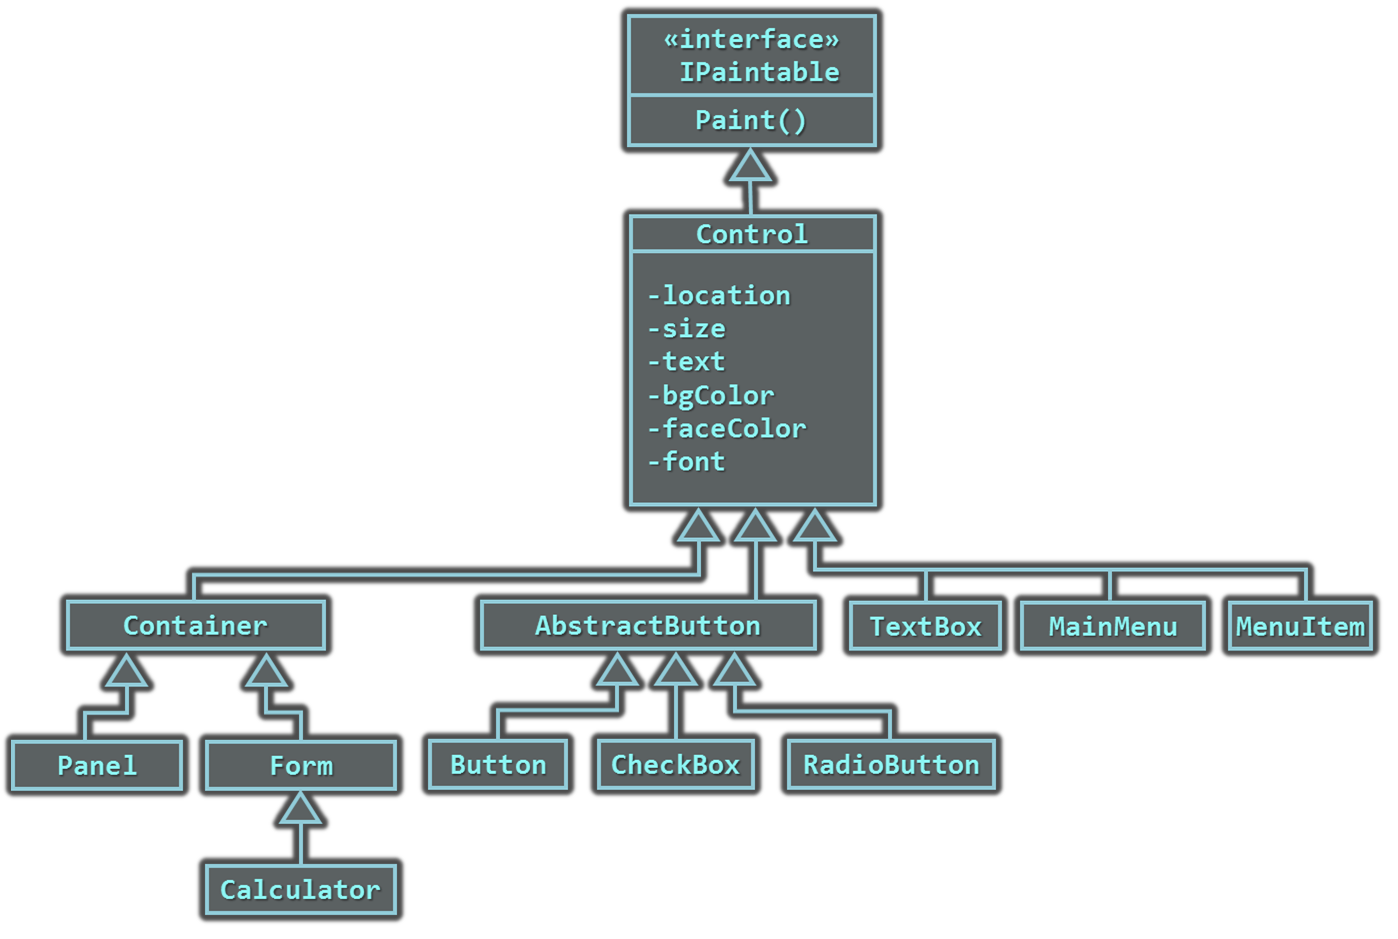 «interface»
IPaintable
Paint()
Control
-location
-size
-text
-bgColor
-faceColor
-font
Container
AbstractButton
TextBox
MainMenu
MenuItem
Panel
Form
Button
CheckBox
RadioButton
Calculator